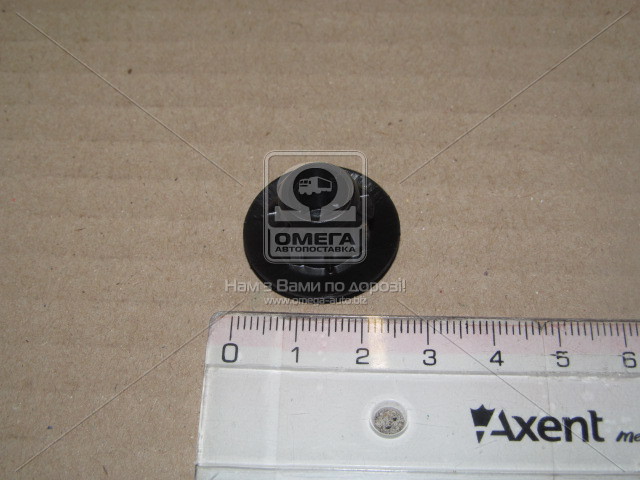 ОМЕГА
АВТОПОСТАВКА
Нам з Вами по дорозі!
www.omega-auto.biz
0 1 2 3 4 5 6
Axent